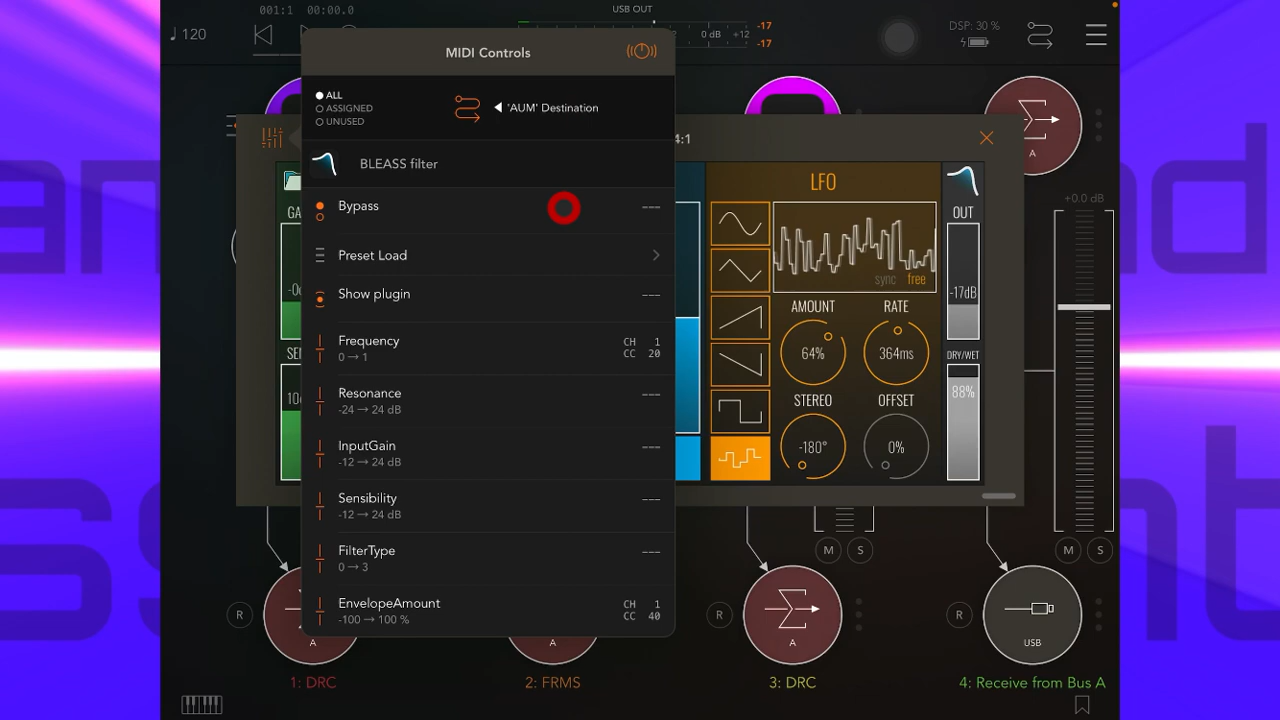 001:1 00:00.0
USB OUT
♩120
0 dB +12
-17
-17
DSP: 30 %
MIDI Controls
ALL
ASSIGNED
UNUSED
'AUM' Destination
4:1
A
BLEASS filter
LFO
OUT
+0.0 dB
Bypass
---
Preset Load
Show plugin
---
sync free
-17dB
AMOUNT RATE
Frequency
0 → 1
CH 1
CC 20
64%
364ms
DRY/WET
88%
Resonance
-24 → 24 dB
---
STEREO OFFSET
InputGain
-12 → 24 dB
---
-180°
0%
Sensibility
-12 → 24 dB
---
FilterType
0 → 3
---
M S
M S
EnvelopeAmount
-100 → 100 %
CH 1
CC 40
R
R
R
A
A
A
USB
1: DRC
2: FRMS
3: DRC
4: Receive from Bus A